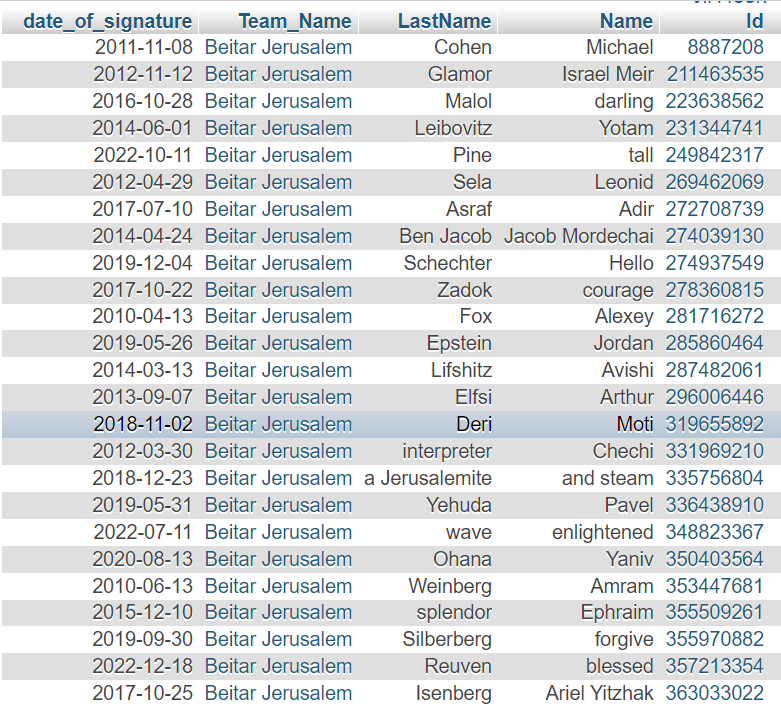 date_of_signature Team_Name LastName Name Id
2011-11-08 Beitar Jerusalem Cohen Michael 8887208
2012-11-12 Beitar Jerusalem Glamor Israel Meir 211463535
2016-10-28 Beitar Jerusalem Malol darling 223638562
2014-06-01 Beitar Jerusalem Leibovitz Yotam 231344741
2022-10-11 Beitar Jerusalem Pine tall 249842317
2012-04-29 Beitar Jerusalem Sela Leonid 269462069
2017-07-10 Beitar Jerusalem Asraf Adir 272708739
2014-04-24 Beitar Jerusalem Ben Jacob Jacob Mordechai 274039130
2019-12-04 Beitar Jerusalem Schechter Hello 274937549
2017-10-22 Beitar Jerusalem Zadok courage 278360815
2010-04-13 Beitar Jerusalem Fox Alexey 281716272
2019-05-26 Beitar Jerusalem Epstein Jordan 285860464
2014-03-13 Beitar Jerusalem Lifshitz Avishi 287482061
2013-09-07 Beitar Jerusalem Elfsi Arthur 296006446
2018-11-02 Beitar Jerusalem Deri Moti 319655892
2012-03-30 Beitar Jerusalem interpreter Chechi 331969210
2018-12-23 Beitar Jerusalem a Jerusalemite and steam 335756804
2019-05-31 Beitar Jerusalem Yehuda Pavel 336438910
2022-07-11 Beitar Jerusalem wave enlightened 348823367
2020-08-13 Beitar Jerusalem Ohana Yaniv 350403564
2010-06-13 Beitar Jerusalem Weinberg Amram 353447681
2015-12-10 Beitar Jerusalem splendor Ephraim 355509261
2019-09-30 Beitar Jerusalem Silberberg forgive 355970882
2022-12-18 Beitar Jerusalem Reuven blessed 357213354
2017-10-25 Beitar Jerusalem Isenberg Ariel Yitzhak 363033022